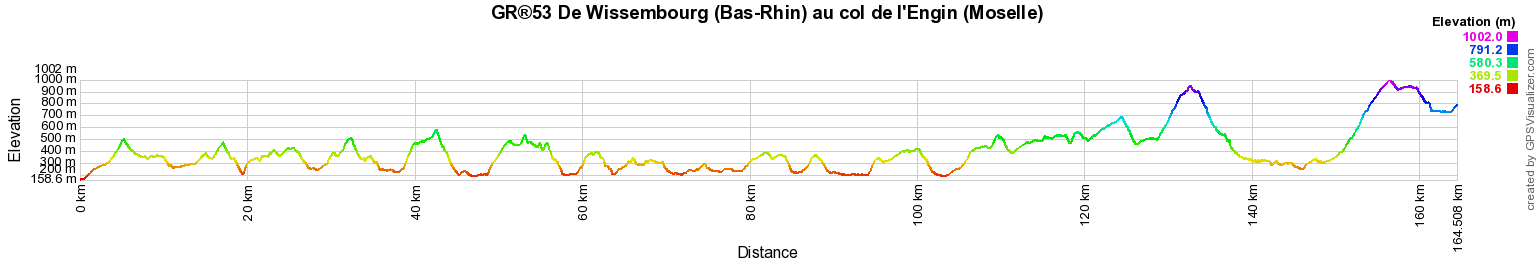 GR®53 De Wissembourg (Bas-Rhin) au col de l'Engin (Moselle)
Elevation (m)
1002.0
791.2
580.3
369.5
158.6
Elevation
1002 m
1000 m
900 m
800 m
700 m
600 m
500 m
400 m
300 m
200 m
158.6 m
0 km
20 km
40 km
60 km
80 km
100 km
120 km
140 km
160 km
164.508 km
Distance
created by GPSVisualizer.com